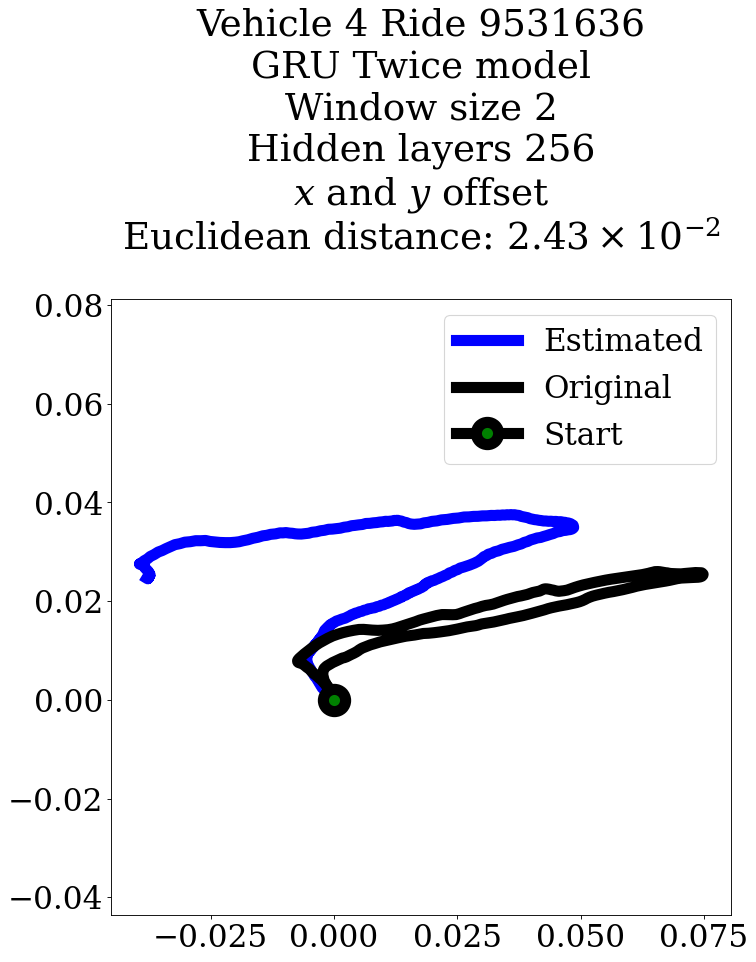 Vehicle 4 Ride 9531636
GRU Twice model
Window size 2
Hidden layers 256
x and y offset
Euclidean distance: 2.43 × 10⁻²
0.08
0.06
0.04
0.02
0.00
−0.02
−0.04
Estimated
Original
Start
−0.025 0.000 0.025 0.050 0.075